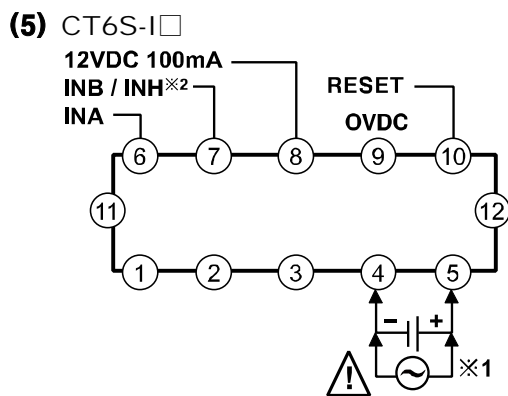 (5) CT6S-I□
12VDC 100mA
INB / INH※2
INA
RESET
0VDC
6 7 8 9 10
11 12
1 2 3 4 5
- +
※1